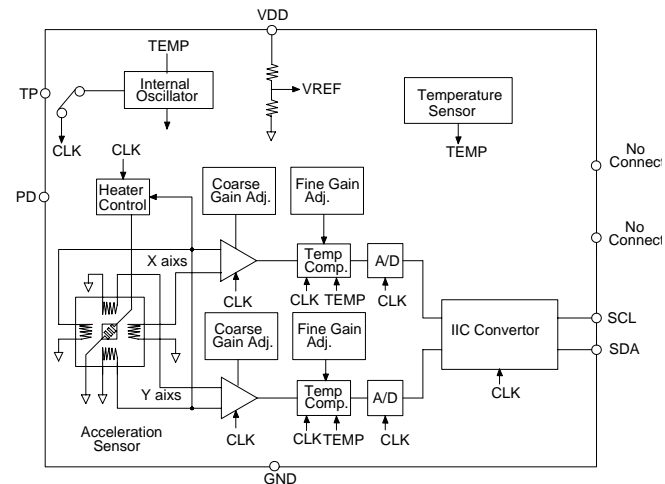 VDD
TEMP
Internal
Oscillator
TP
CLK
VREF
Temperature
Sensor
TEMP
No
Connect
PD
CLK
Heater
Control
Coarse
Gain Adj.
Fine Gain
Adj.
No
Connect
X aixs
Temp
Comp.
A/D
CLK
CLK
TEMP
CLK
Coarse
Gain Adj.
Fine Gain
Adj.
IIC Convertor
SCL
SDA
Y aixs
Temp
Comp.
A/D
CLK
CLK
CLK
TEMP
CLK
Acceleration
Sensor
GND